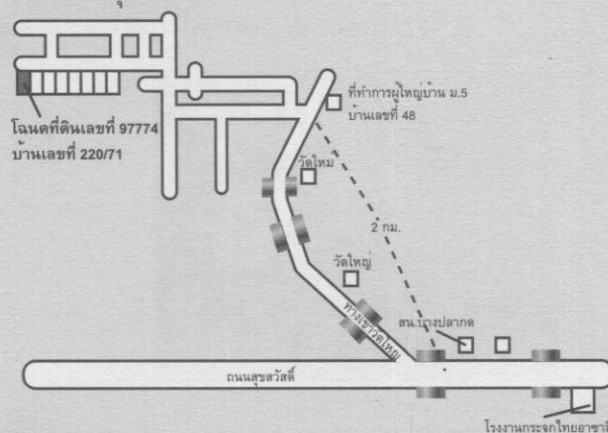 ที่ทำการผู้ใหญ่บ้าน ม.5
บ้านเลขที่ 48
โฉนดที่ดินเลขที่ 97774
บ้านเลขที่ 220/71
วัดใหม่
2 กม.
วัดใหญ่
ทางเข้าวัดใหญ่
สน.บางปลากด
ถนนสุขสวัสดิ์
โรงงานกระจกไทยอาซาฮี